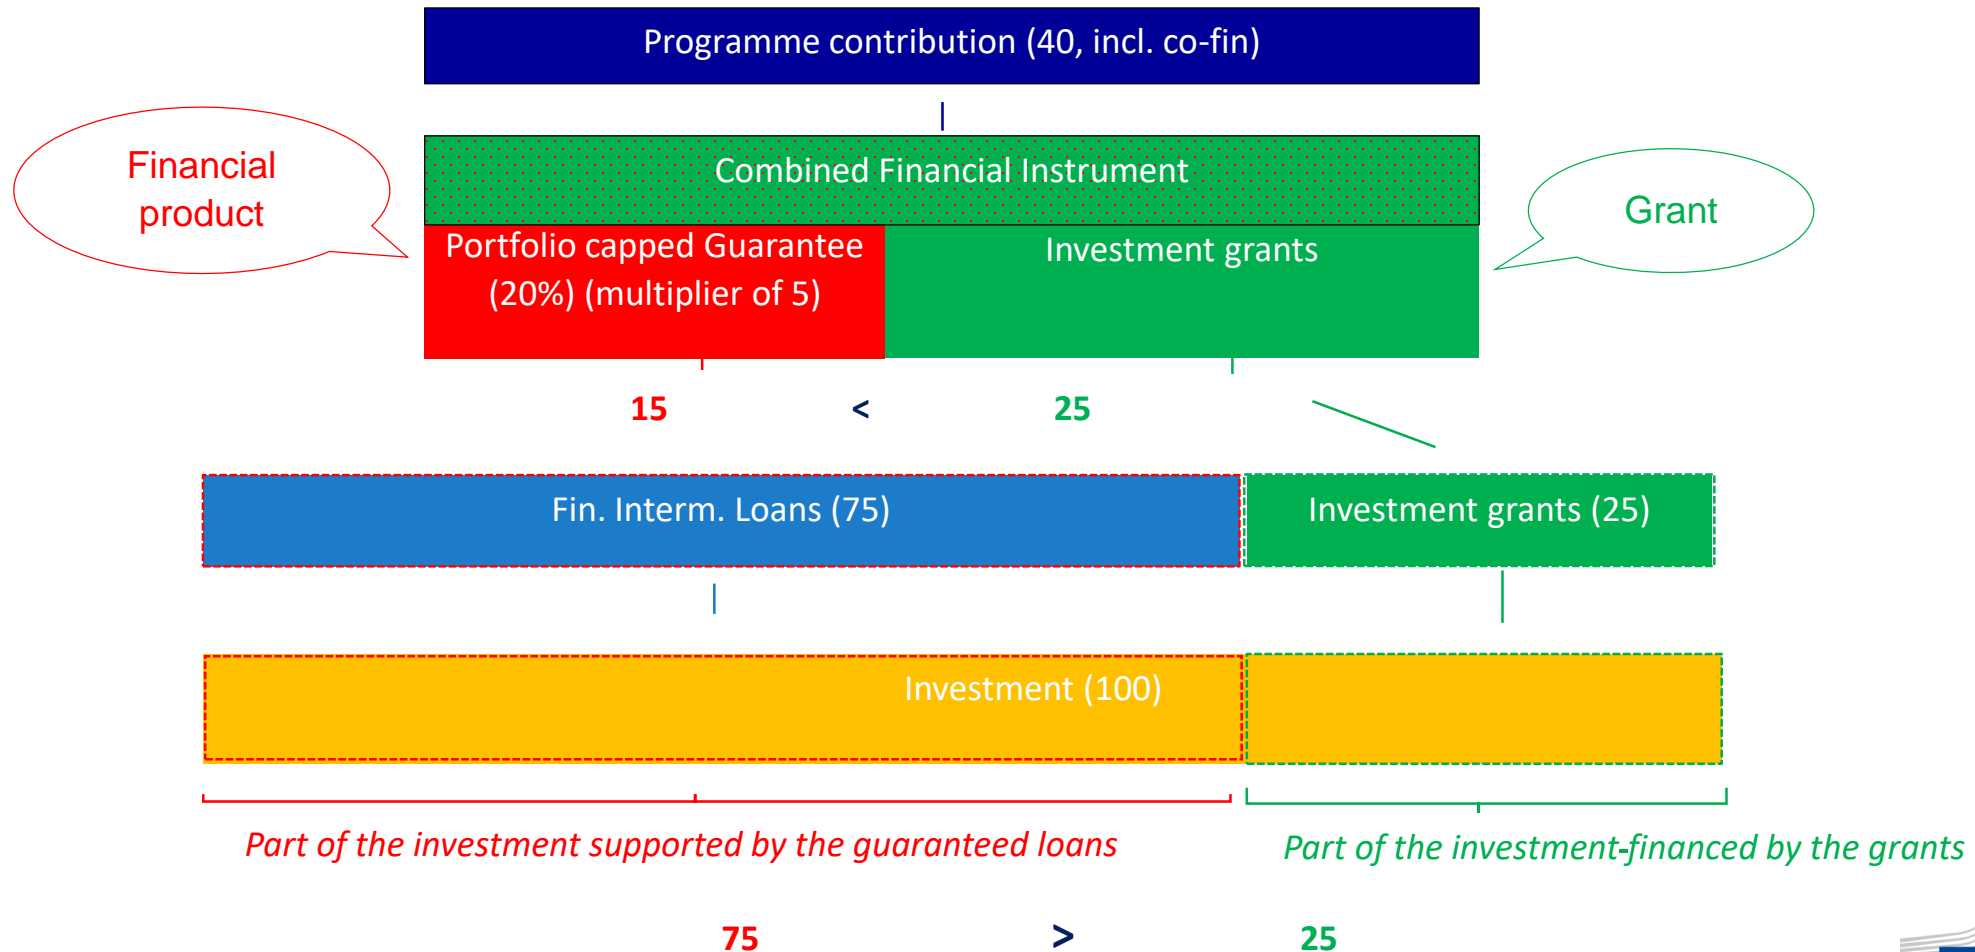 Programme contribution (40, incl. co-fin)
Financial
product
Combined Financial Instrument
Grant
Portfolio capped Guarantee
(20%) (multiplier of 5)
Investment grants
15 < 25
Fin. Interm. Loans (75)
Investment grants (25)
Investment (100)
Part of the investment supported by the guaranteed loans
Part of the investment-financed by the grants
75 > 25